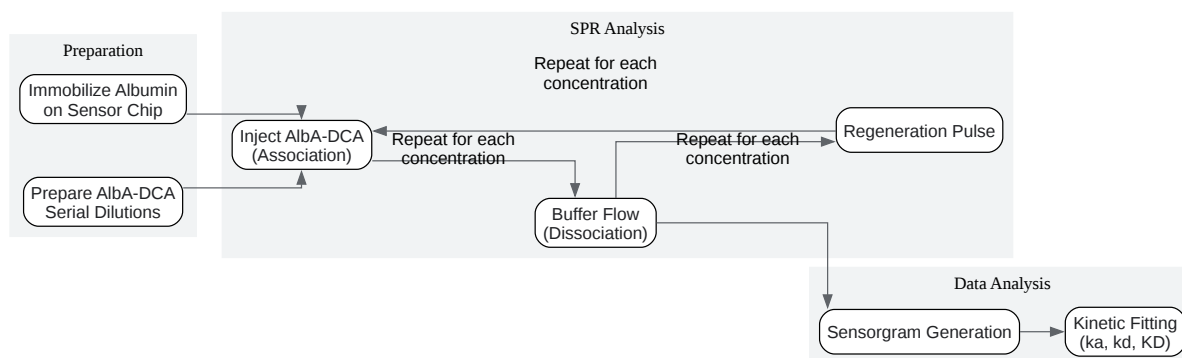 Preparation
Immobilize Albumin
on Sensor Chip
Prepare AlbA-DCA
Serial Dilutions
SPR Analysis
Repeat for each
concentration
Inject AlbA-DCA
(Association)
Repeat for each
concentration
Repeat for each
concentration
Regeneration Pulse
Buffer Flow
(Dissociation)
Data Analysis
Sensorgram Generation
Kinetic Fitting
(ka, kd, KD)